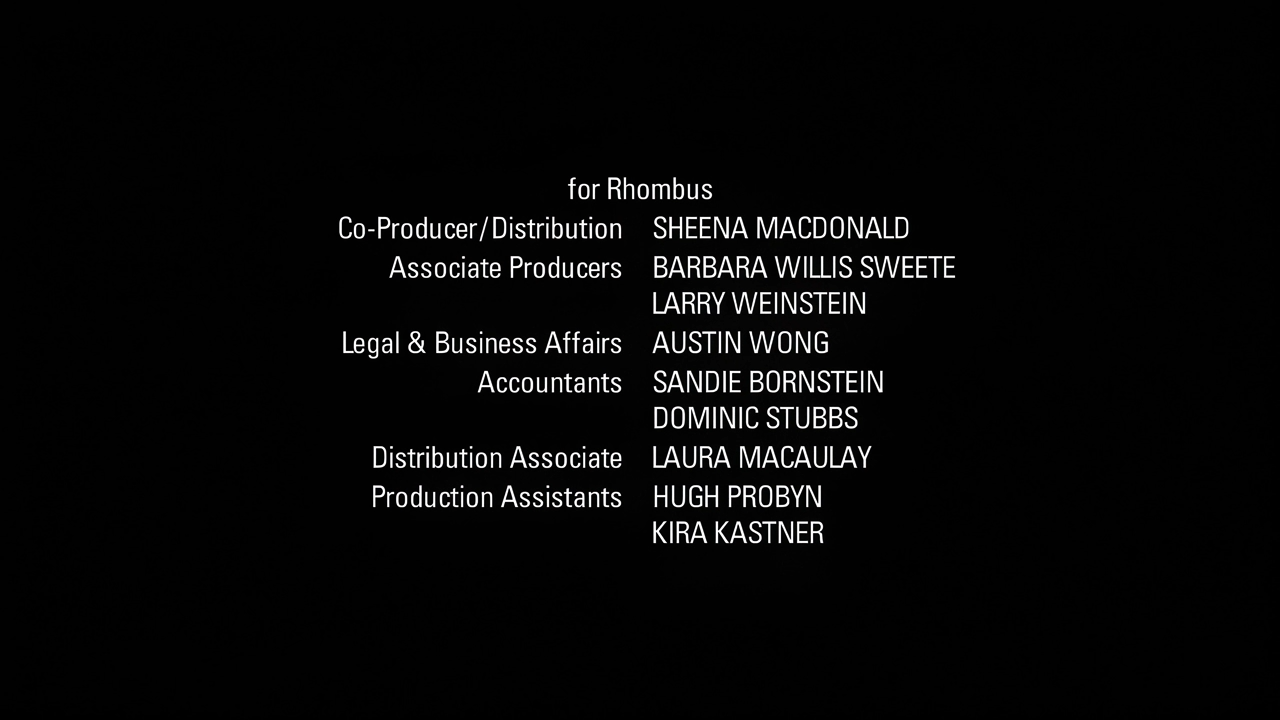 for Rhombus
Co-Producer/Distribution SHEENA MACDONALD
Associate Producers BARBARA WILLIS SWEETE
LARRY WEINSTEIN
Legal & Business Affairs AUSTIN WONG
Accountants SANDIE BORNSTEIN
DOMINIC STUBBS
Distribution Associate LAURA MACAULAY
Production Assistants HUGH PROBYN
KIRA KASTNER